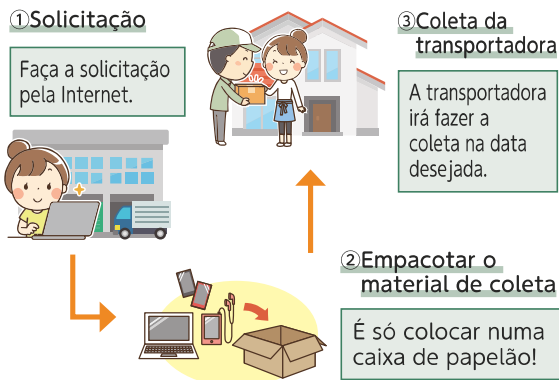 ①Solicitação
Faça a solicitação
pela Internet.
②Empacotar o
material de coleta
É só colocar numa
caixa de papelão!
③Coleta da
transportadora
A transportadora
irá fazer a
coleta na data
desejada.